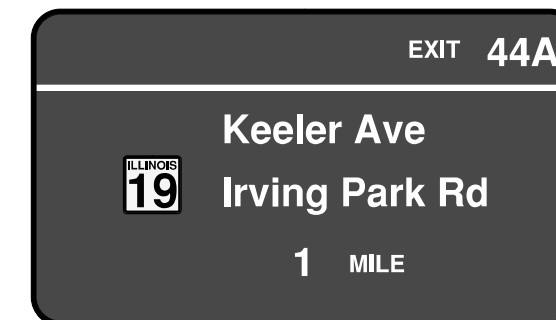 EXIT 44A
Keeler Ave
ILLINOIS
19
Irving Park Rd
1 MILE